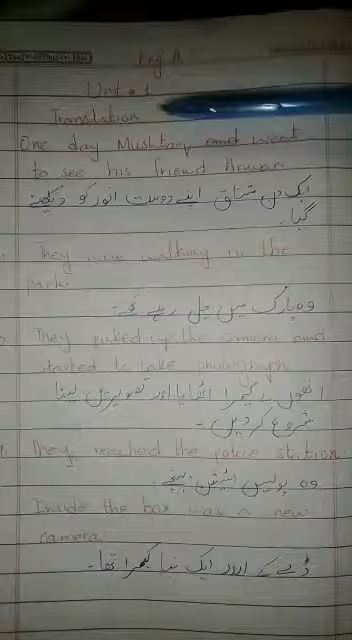 Eng A
Unit # 1
Translation
One day Mushtaq and went
to see his friend Anwar.
ایک دن مشتاق اپنے دوست انور کو دیکھنے
گیا۔
They were walking in the
park.
وہ پارک میں چل رہے تھے۔
They picked up the camera and
started to take photograph
انھوں نے کیمرا اٹھایا اور تصویریں لینا
شروع کر دیں۔
They reached the police station
وہ پولیس اسٹیشن پہنچے۔
Inside the box was a new
camera
ڈبے کے اندر ایک نیا کیمرا تھا۔